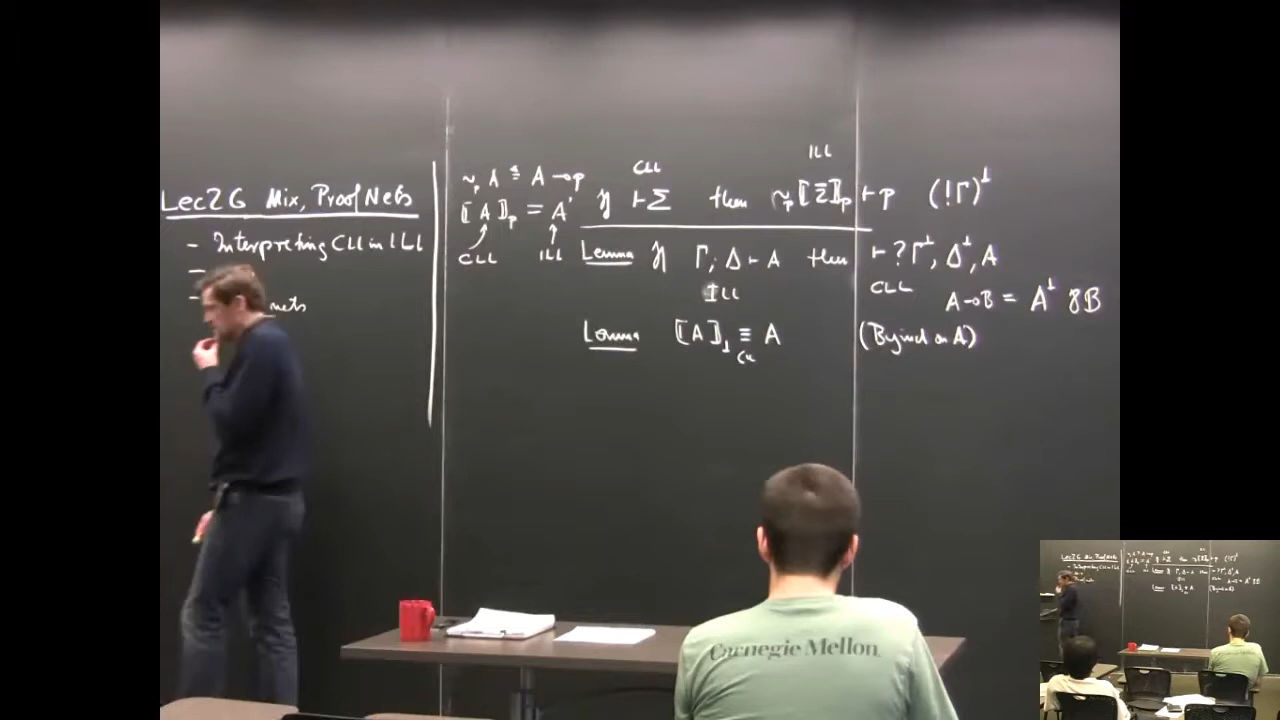 Lec26 Mix, Proof Nets
- Interpreting CLL in ILL
-
- nets
~ₚ A ≜ A ⊸ p
⟦A⟧ₚ = A'
CLL ILL
CLL ILL
If ⊢ Σ then ~ₚ⟦Σ⟧ₚ ⊢ p (!Γ)^⊥
Lemma If Γ; Δ ⊢ A then ⊢ ?Γ^⊥, Δ^⊥, A
ILL CLL
A ⊸ B = A^⊥ ⅋ B
Lemma ⟦A⟧_⊥ ≡ A (By ind on A)
CLL
Carnegie Mellon